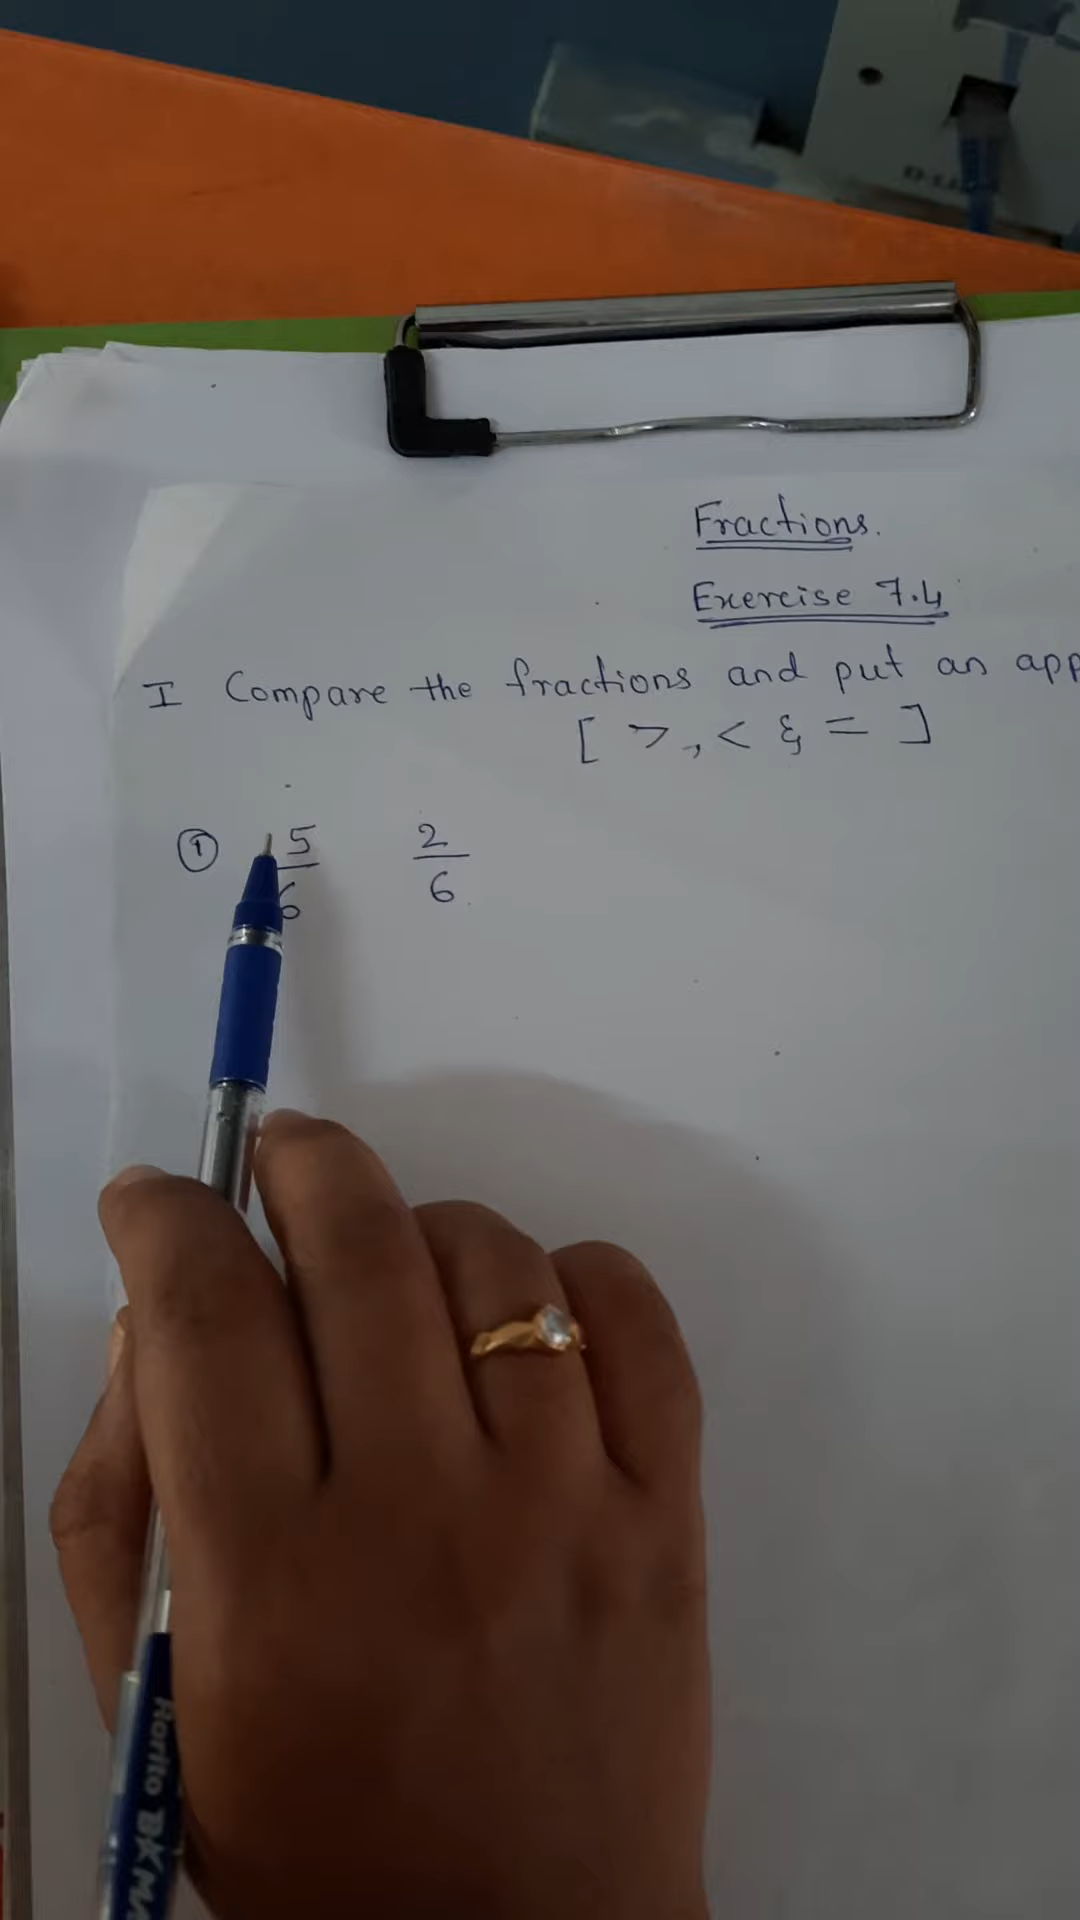 Fractions.
Exercise 7.4
I Compare the fractions and put an app
[ >, < & = ]
① 5/6 2/6
Rorito